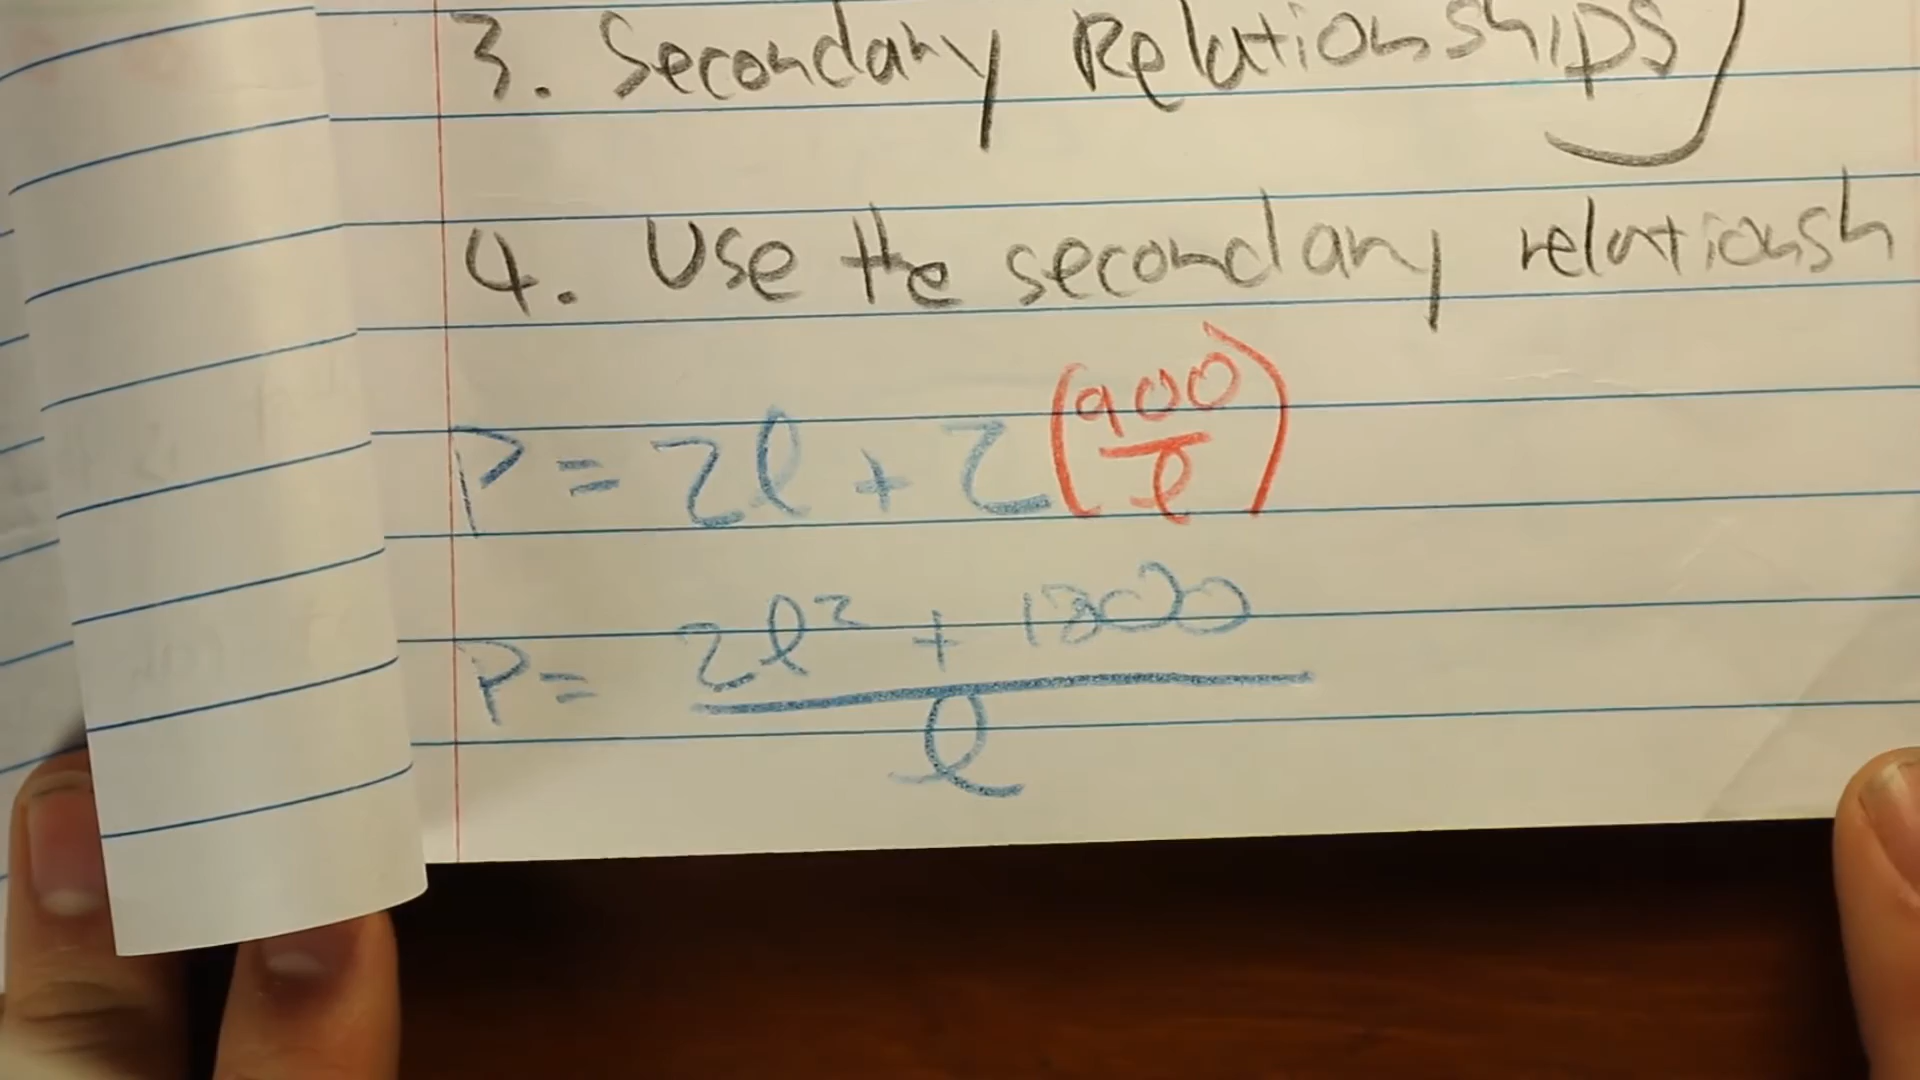 3. Secondary Relationships
4. Use the secondary relationsh
P = 2l + 2(900/l)
P = 2l² + 1800
l